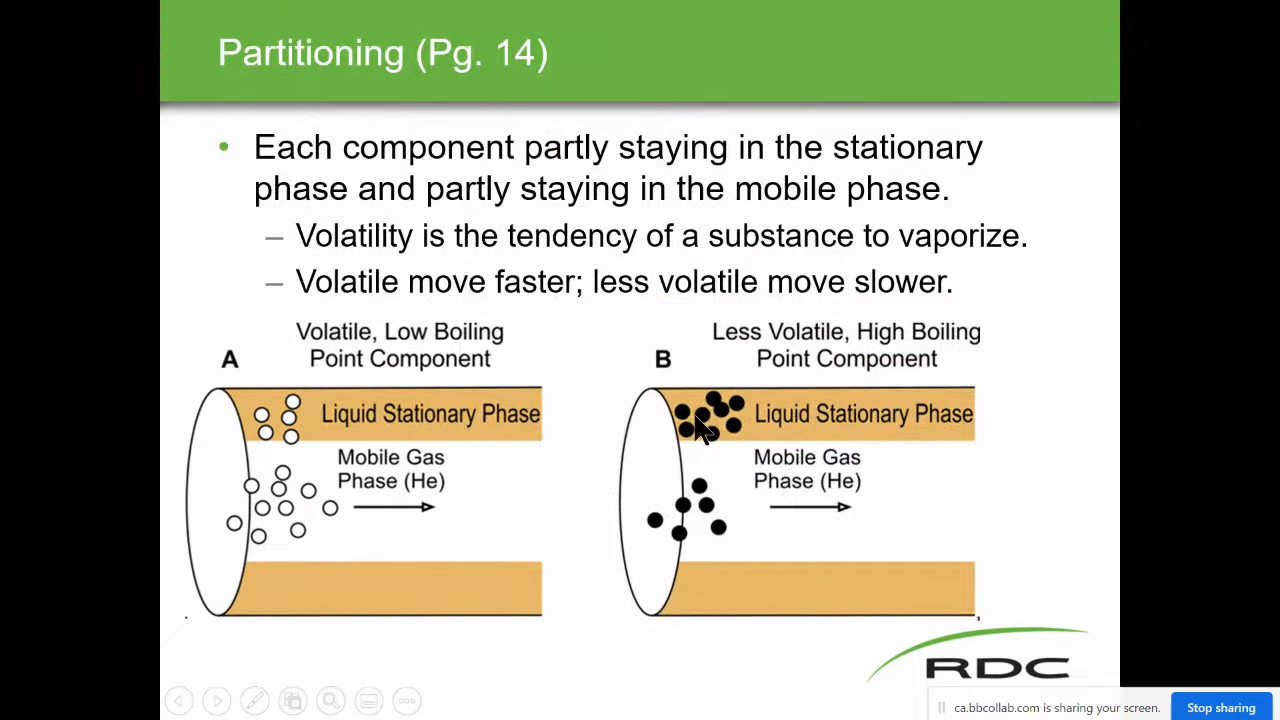 Partitioning (Pg. 14)
• Each component partly staying in the stationary
phase and partly staying in the mobile phase.
– Volatility is the tendency of a substance to vaporize.
– Volatile move faster; less volatile move slower.
A
Volatile, Low Boiling
Point Component
Liquid Stationary Phase
Mobile Gas
Phase (He)
B
Less Volatile, High Boiling
Point Component
Liquid Stationary Phase
Mobile Gas
Phase (He)
RDC
ca.bbcollab.com is sharing your screen.
Stop sharing